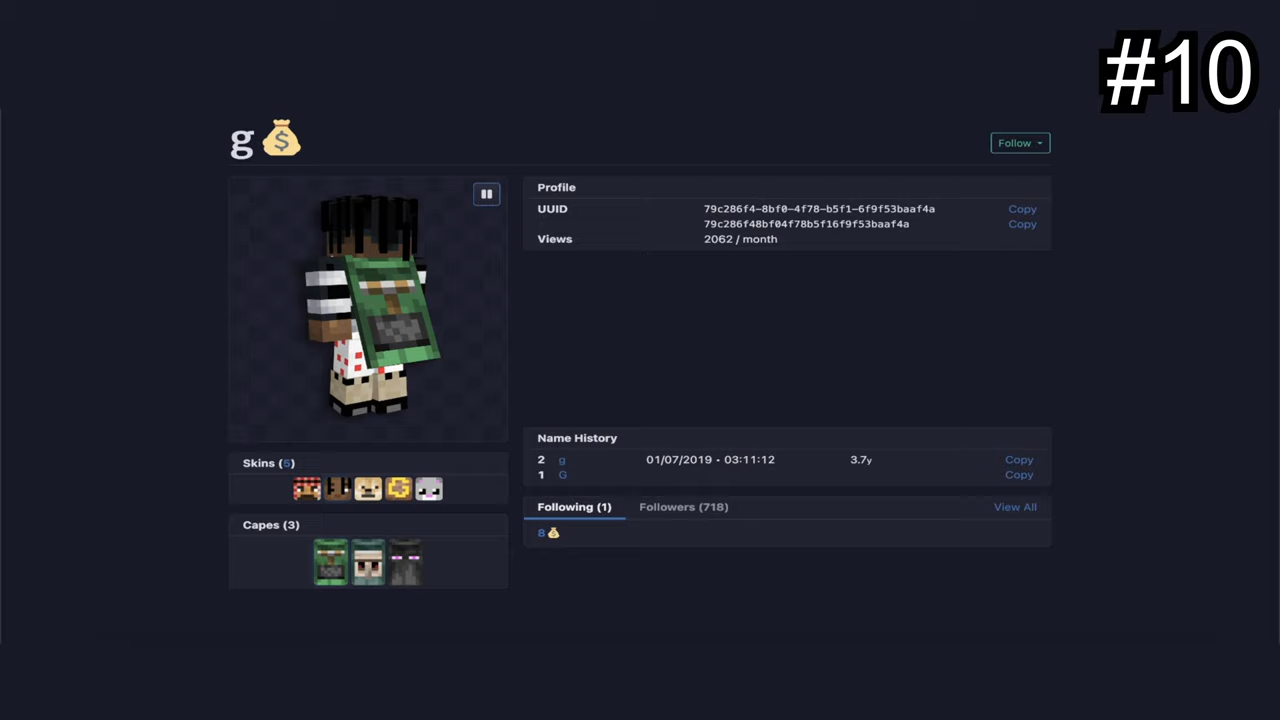 #10
g
Follow
Profile
UUID 79c286f4-8bf0-4f78-b5f1-6f9f53baaf4a Copy
79c286f48bf04f78b5f16f9f53baaf4a Copy
Views 2062 / month
Name History
2 g 01/07/2019 • 03:11:12 3.7y Copy
1 G Copy
Following (1) Followers (718) View All
8
Skins (5)
Capes (3)